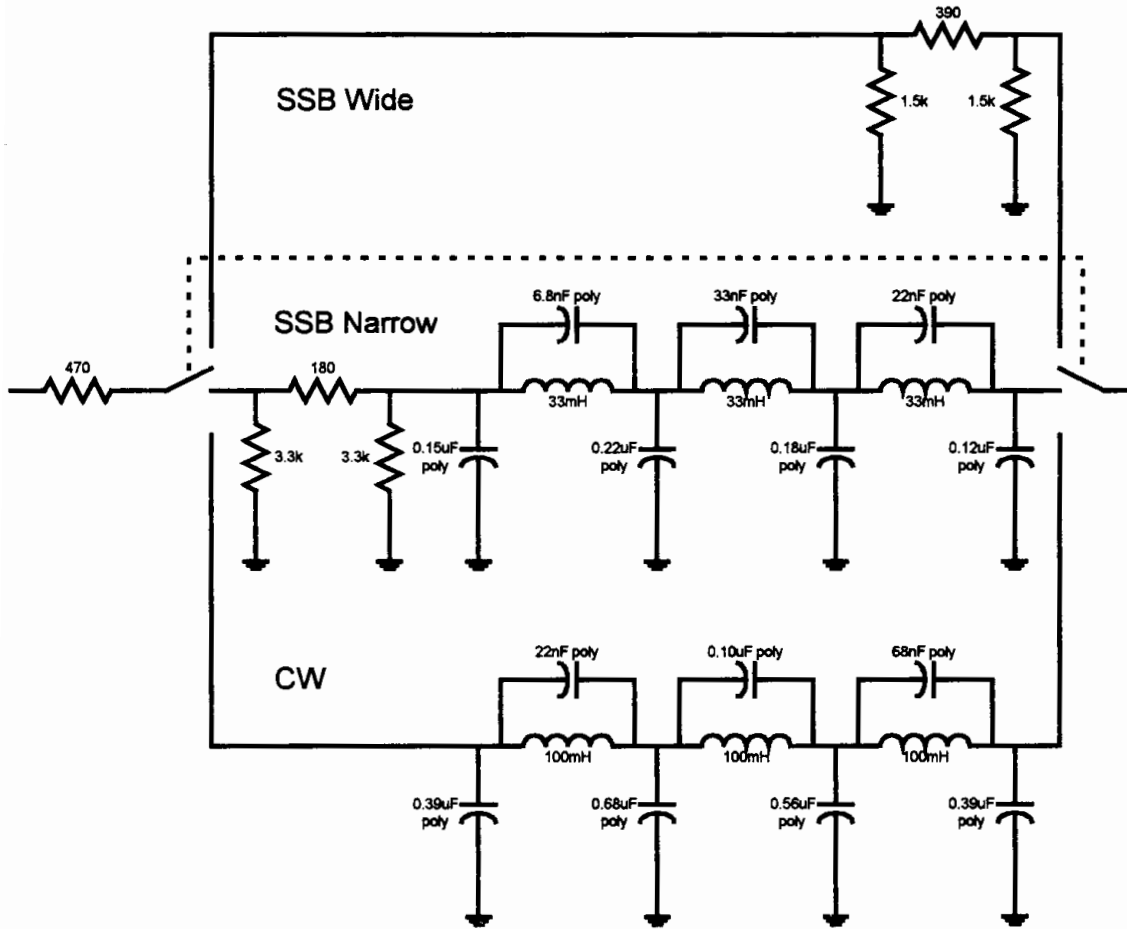 390
SSB Wide
1.5k
1.5k
6.8nF poly
33nF poly
22nF poly
SSB Narrow
470
180
33mH
33mH
33mH
3.3k
3.3k
0.15uF
poly
0.22uF
poly
0.18uF
poly
0.12uF
poly
22nF poly
0.10uF poly
68nF poly
CW
100mH
100mH
100mH
0.39uF
poly
0.68uF
poly
0.56uF
poly
0.39uF
poly